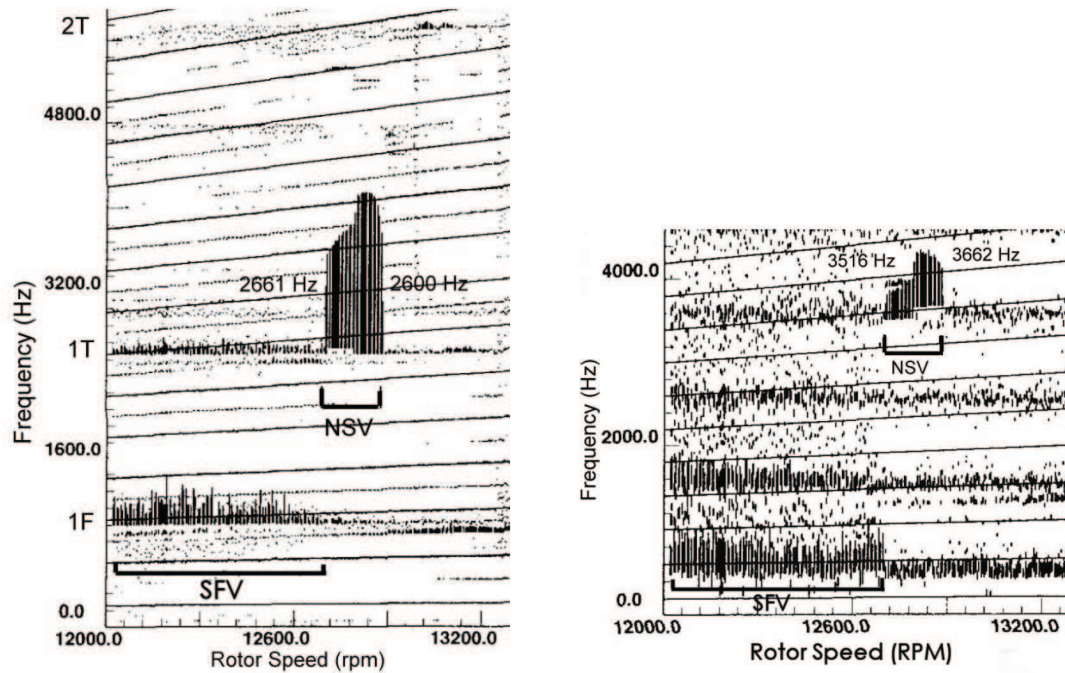 2T
4800.0
3200.0
2661 Hz
2600 Hz
1T
NSV
1600.0
1F
SFV
0.0
12000.0
12600.0
13200.0
Rotor Speed (rpm)
Frequency (Hz)
4000.0
3516 Hz
3662 Hz
NSV
2000.0
SFV
0.0
12000.0
12600.0
13200.0
Rotor Speed (RPM)
Frequency (Hz)